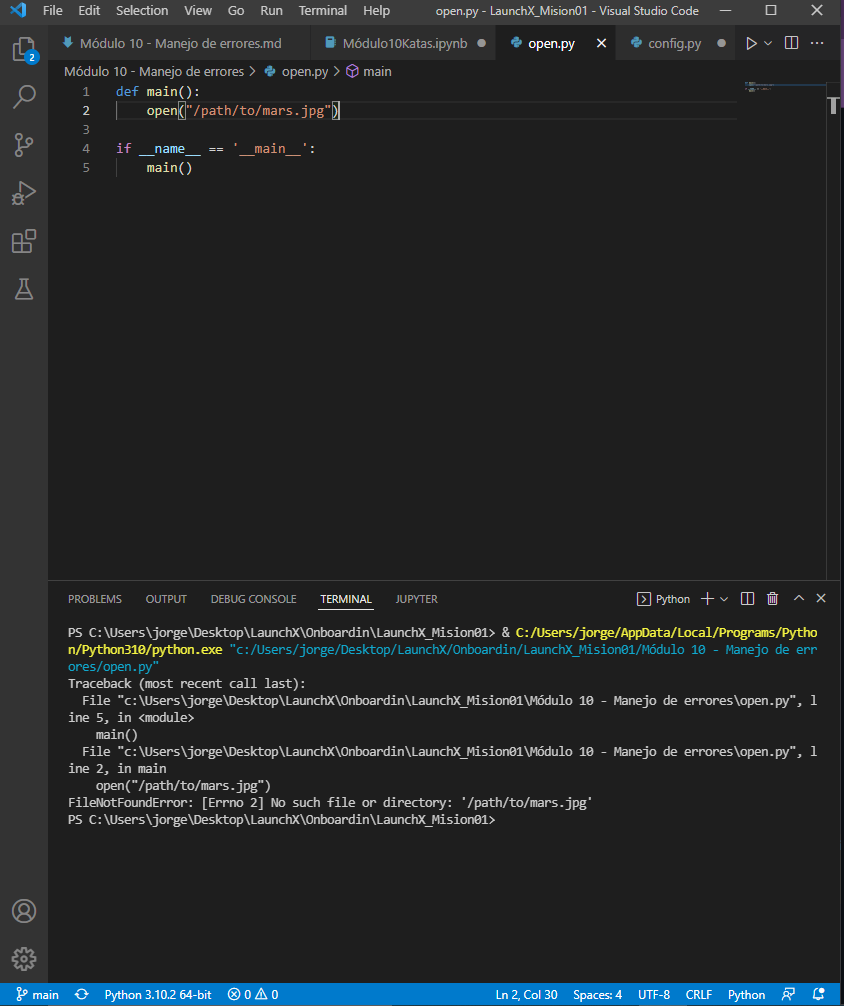 File Edit Selection View Go Run Terminal Help open.py - LaunchX_Mision01 - Visual Studio Code
2
Módulo 10 - Manejo de errores.md Módulo10Katas.ipynb open.py config.py
Módulo 10 - Manejo de errores > open.py > main
1 def main():
2     open("/path/to/mars.jpg")
3
4 if __name__ == '__main__':
5     main()
PROBLEMS OUTPUT DEBUG CONSOLE TERMINAL JUPYTER Python
PS C:\Users\jorge\Desktop\LaunchX\Onboardin\LaunchX_Mision01> & C:/Users/jorge/AppData/Local/Programs/Pytho
n/Python310/python.exe "c:/Users/jorge/Desktop/LaunchX/Onboardin/LaunchX_Mision01/Módulo 10 - Manejo de err
ores/open.py"
Traceback (most recent call last):
  File "c:\Users\jorge\Desktop\LaunchX\Onboardin\LaunchX_Mision01\Módulo 10 - Manejo de errores\open.py", l
ine 5, in <module>
    main()
  File "c:\Users\jorge\Desktop\LaunchX\Onboardin\LaunchX_Mision01\Módulo 10 - Manejo de errores\open.py", l
ine 2, in main
    open("/path/to/mars.jpg")
FileNotFoundError: [Errno 2] No such file or directory: '/path/to/mars.jpg'
PS C:\Users\jorge\Desktop\LaunchX\Onboardin\LaunchX_Mision01>
main Python 3.10.2 64-bit 0 0 Ln 2, Col 30 Spaces: 4 UTF-8 CRLF Python